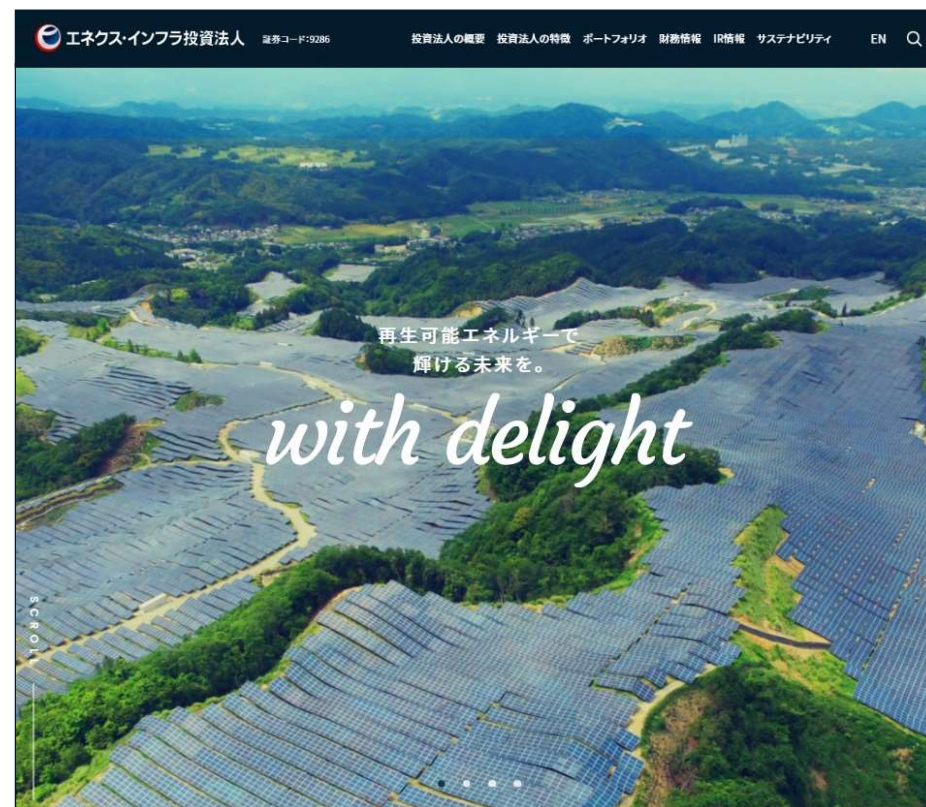 エネクス・インフラ投資法人
証券コード:9286
投資法人の概要 投資法人の特徴 ポートフォリオ 財務情報 IR情報 サステナビリティ EN
再生可能エネルギーで
輝ける未来を。
with delight
SCROLL